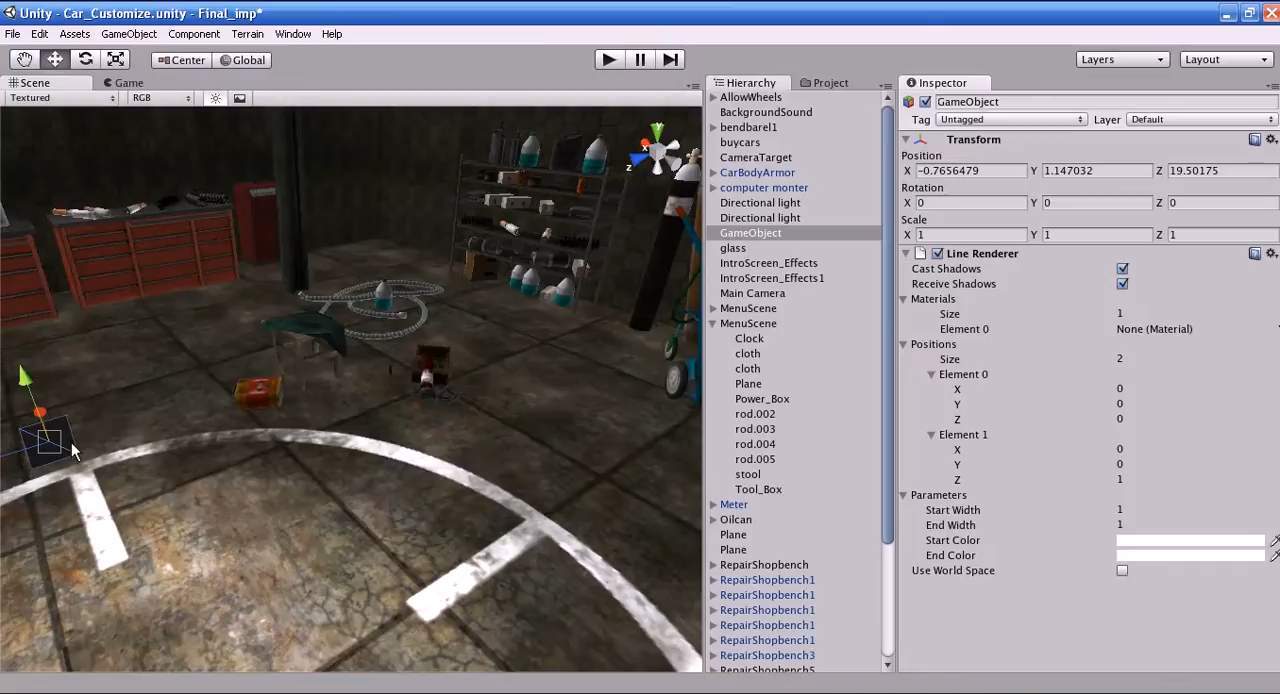 Unity - Car_Customize.unity - Final_imp*
File Edit Assets GameObject Component Terrain Window Help
Center Global Layers Layout
Scene Game
Textured RGB
Hierarchy Project
AllowWheels
BackgroundSound
bendbarel1
buycars
CameraTarget
CarBodyArmor
computer monter
Directional light
Directional light
GameObject
glass
IntroScreen_Effects
IntroScreen_Effects1
Main Camera
MenuScene
MenuScene
Clock
cloth
cloth
Plane
Power_Box
rod.002
rod.003
rod.004
rod.005
stool
Tool_Box
Meter
Oilcan
Plane
Plane
RepairShopbench
RepairShopbench1
RepairShopbench1
RepairShopbench1
RepairShopbench1
RepairShopbench1
RepairShopbench3
RepairShopbench5
Inspector
GameObject
Tag Untagged Layer Default
Transform
Position
X -0.7656479 Y 1.147032 Z 19.50175
Rotation
X 0 Y 0 Z 0
Scale
X 1 Y 1 Z 1
Line Renderer
Cast Shadows
Receive Shadows
Materials
Size 1
Element 0 None (Material)
Positions
Size 2
Element 0
X 0
Y 0
Z 0
Element 1
X 0
Y 0
Z 1
Parameters
Start Width 1
End Width 1
Start Color
End Color
Use World Space
x
z
y